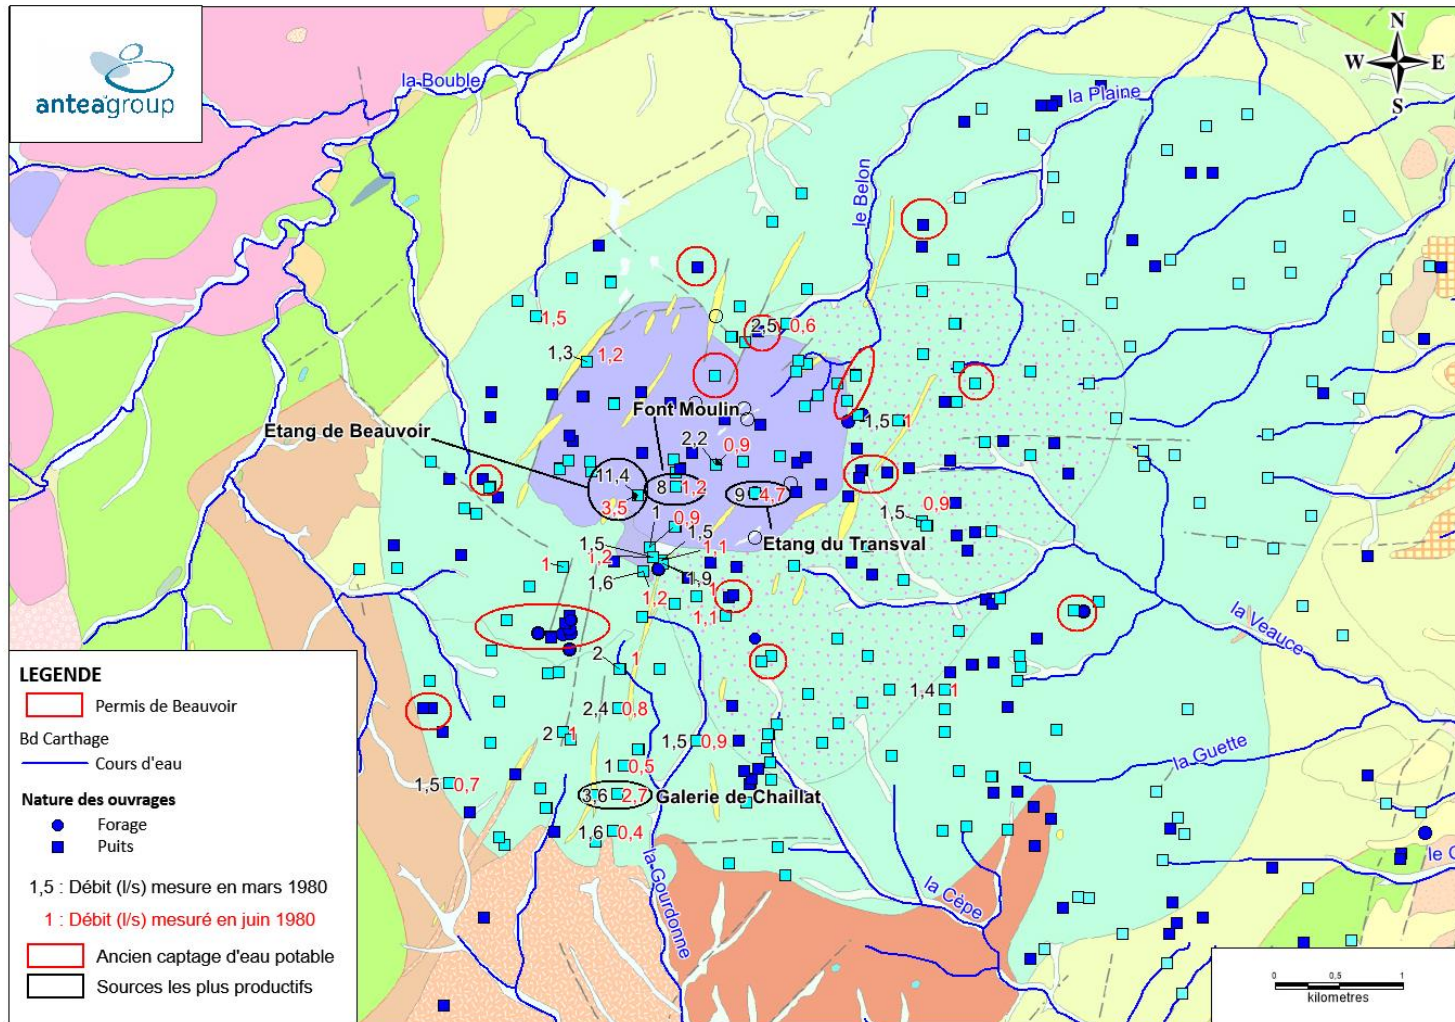 anteagroup
la Bouble
la Plaine
N
W
E
S
le Belon
1,5
2,5
0,6
1,3
1,2
Font Moulin
Etang de Beauvoir
1,5
1
2,2
0,9
11,4
8
1,2
9
4,7
3,5
1
0,9
1,5
0,9
1,5
Etang du Transval
1,5
1,2
1,1
1
1,6
1,9
1,2
1
1,1
la Veauce
2
1
1,4
1
2,4
0,8
2
1
1,5
0,9
la Guette
1
0,5
1,5
0,7
3,6
2,7
Galerie de Chaillat
1,6
0,4
la Gourdonne
la Cèpe
LEGENDE
Permis de Beauvoir
Bd Carthage
Cours d'eau
Nature des ouvrages
Forage
Puits
1,5 : Débit (l/s) mesure en mars 1980
1 : Débit (l/s) mesuré en juin 1980
Ancien captage d'eau potable
Sources les plus productifs
0
0,5
1
kilometres